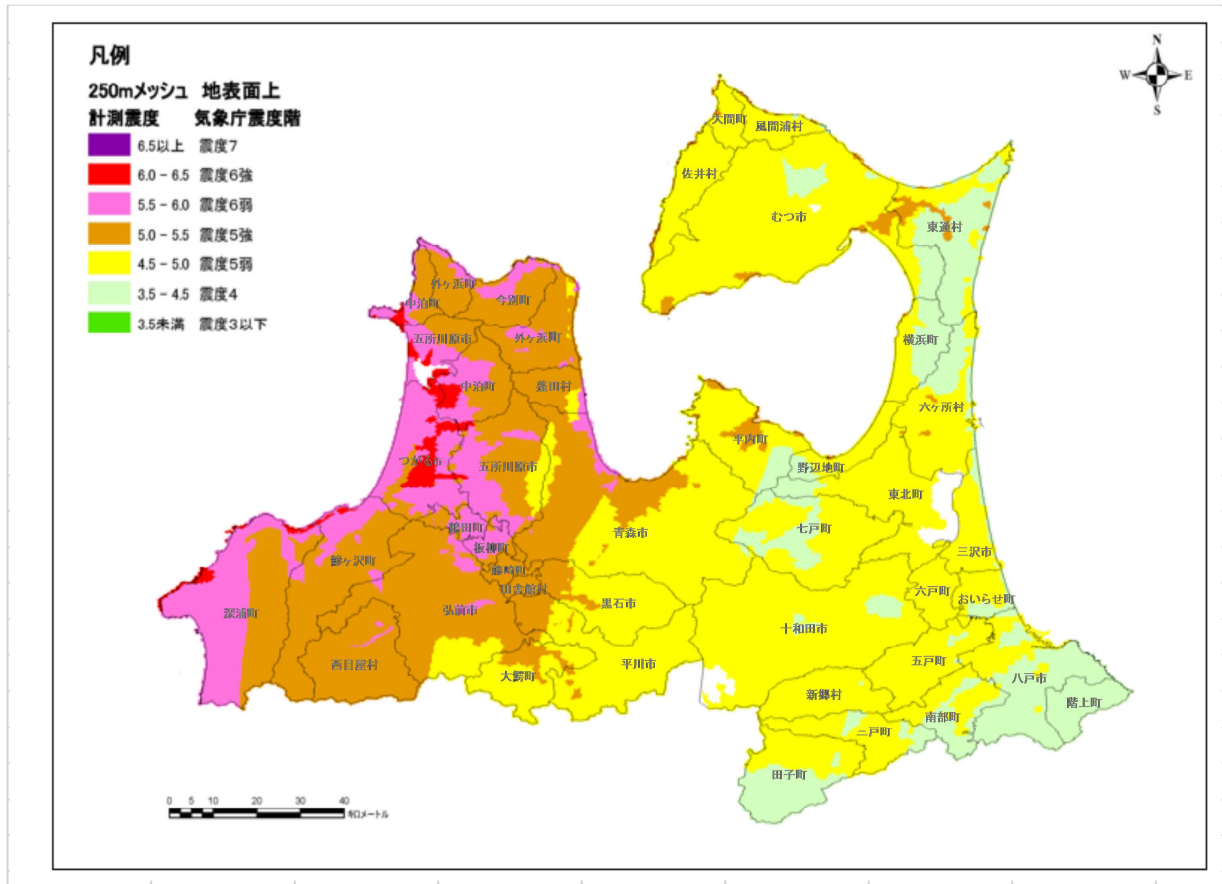 凡例
250mメッシュ 地表面上
計測震度 気象庁震度階
6.5以上 震度7
6.0 - 6.5 震度6強
5.5 - 6.0 震度6弱
5.0 - 5.5 震度5強
4.5 - 5.0 震度5弱
3.5 - 4.5 震度4
3.5未満 震度3以下
N
W E
S
大間町
風間浦村
佐井村
むつ市
東通村
外ヶ浜町
今別町
中泊町
五所川原市
外ヶ浜町
横浜町
中泊町
蓬田村
六ヶ所村
平内町
つがる市
五所川原市
野辺地町
東北町
鶴田町
青森市
七戸町
板柳町
三沢市
鰺ヶ沢町
藤崎町
田舎館村
六戸町
おいらせ町
深浦町
弘前市
黒石市
十和田市
西目屋村
大鰐町
平川市
五戸町
八戸市
新郷村
階上町
南部町
三戸町
田子町
0 5 10 20 30 40
キロメートル